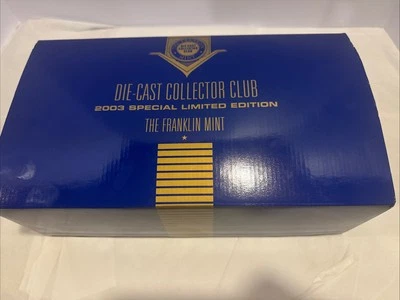 DIE-CAST COLLECTOR CLUB
2003 SPECIAL LIMITED EDITION
THE FRANKLIN MINT